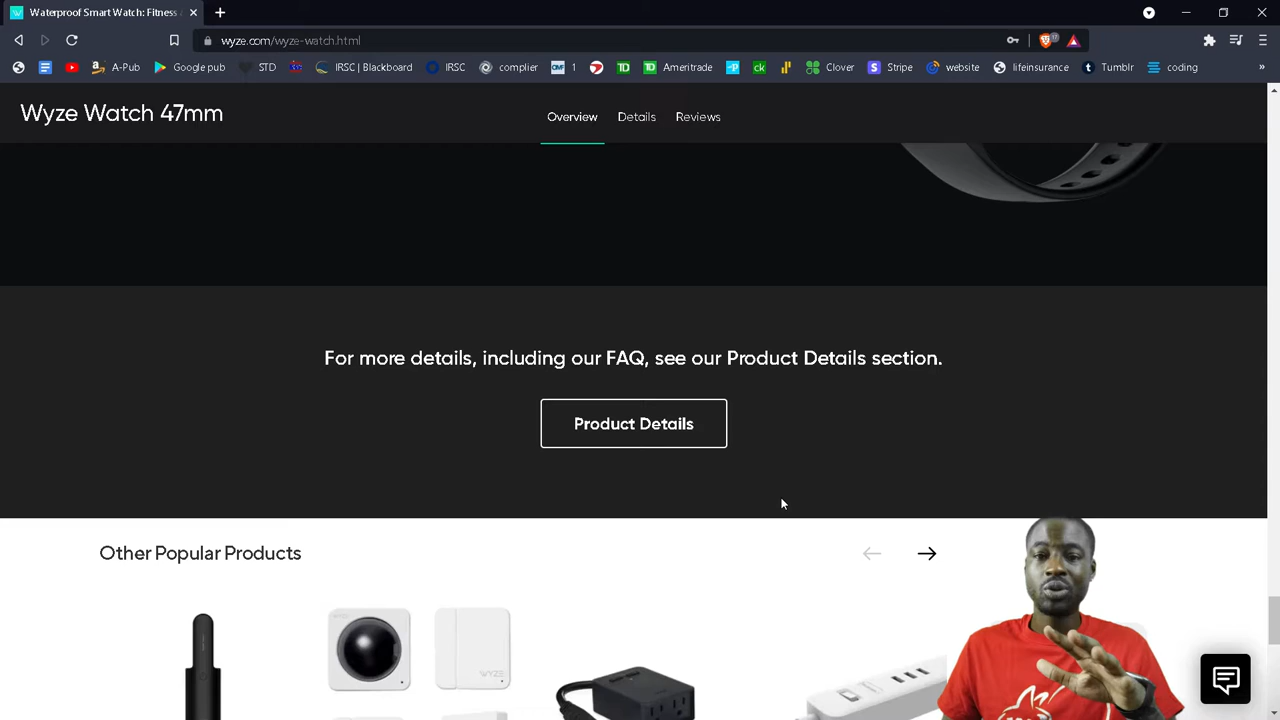 Waterproof Smart Watch: Fitness
wyze.com/wyze-watch.html
17
A-Pub
Google pub
STD
IRSC | Blackboard
IRSC
complier
1
Ameritrade
Clover
Stripe
website
lifeinsurance
Tumblr
coding
Wyze Watch 47mm
Overview
Details
Reviews
For more details, including our FAQ, see our Product Details section.
Product Details
Other Popular Products
WYZE